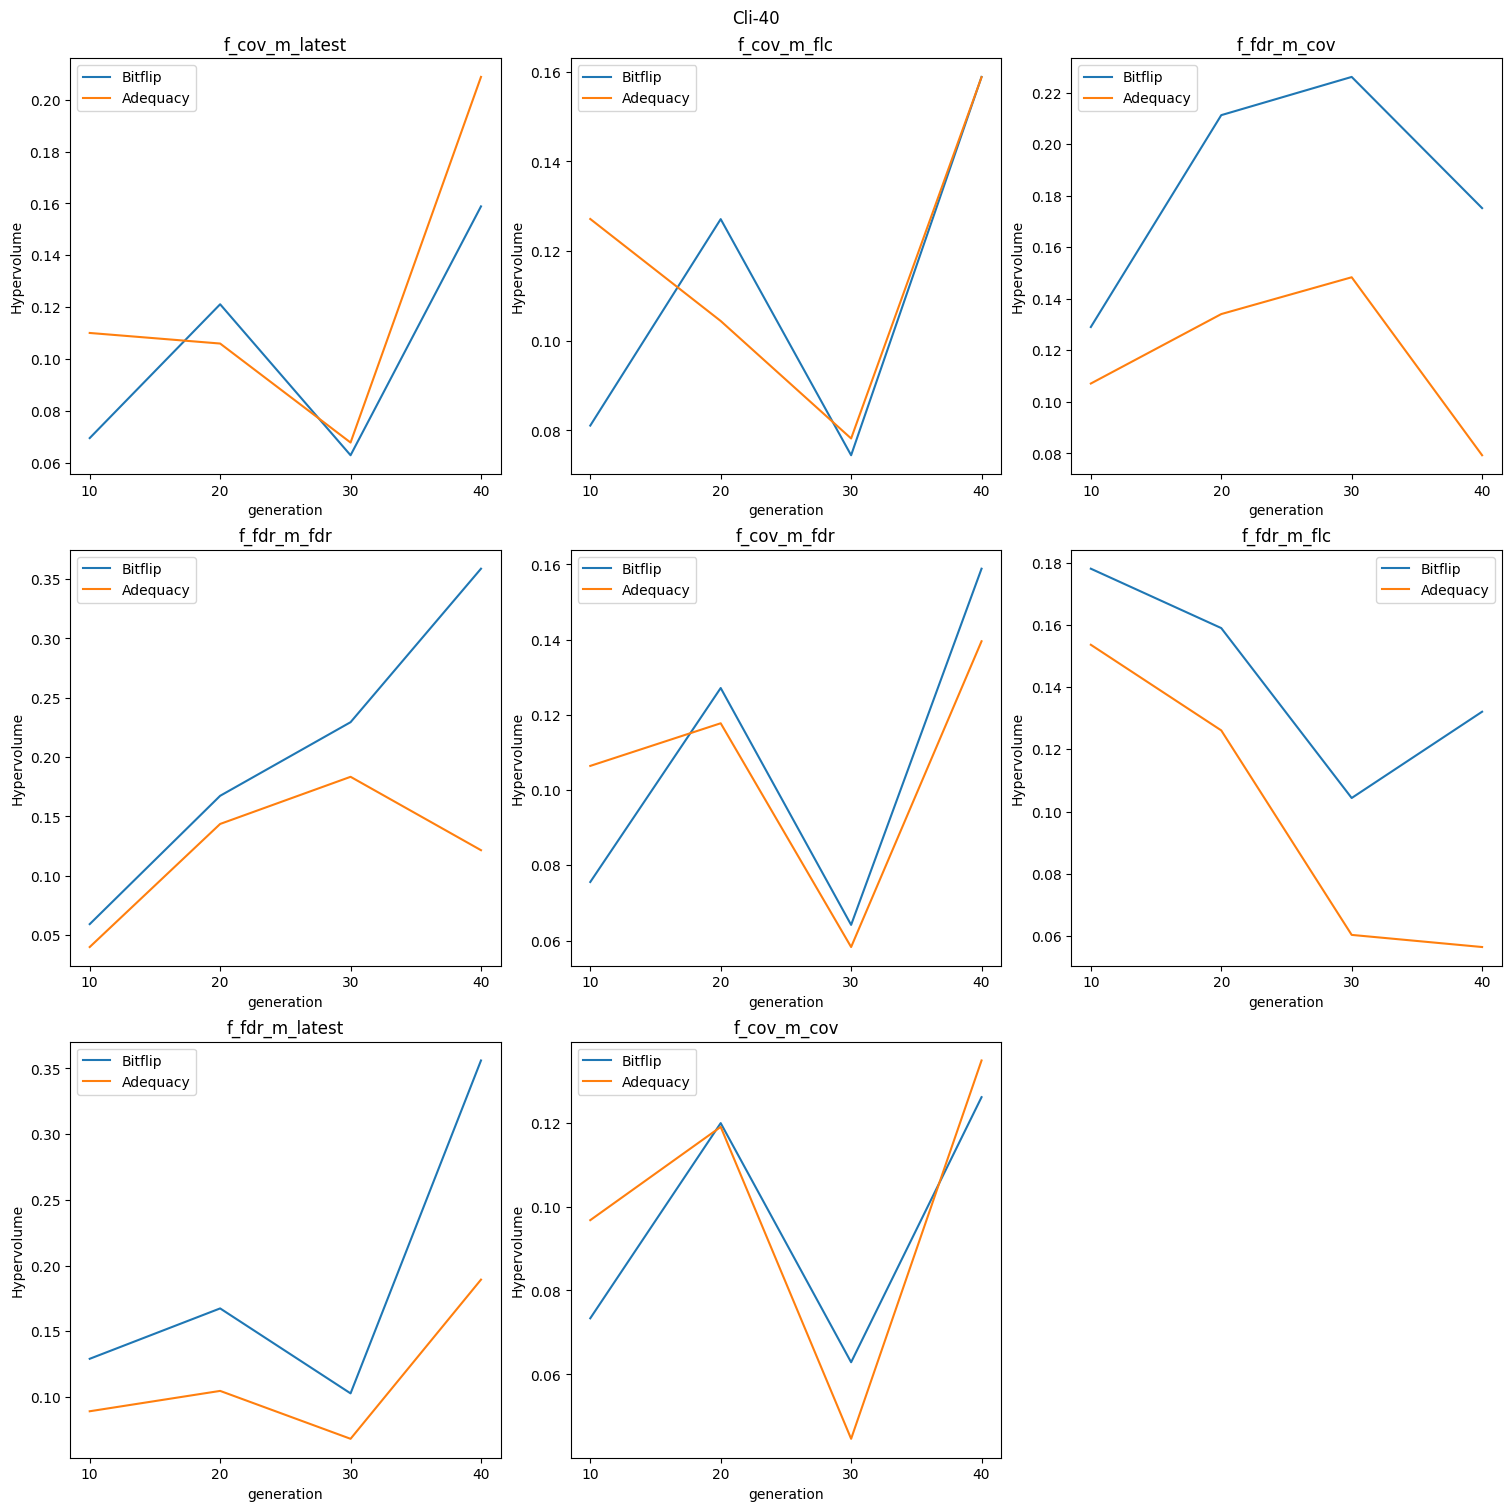 Cli-40
f_cov_m_latest
Bitflip
Adequacy
0.20
0.18
0.16
0.14
0.12
0.10
0.08
0.06
Hypervolume
10 20 30 40
generation
f_cov_m_flc
Bitflip
Adequacy
0.16
0.14
0.12
0.10
0.08
Hypervolume
10 20 30 40
generation
f_fdr_m_cov
Bitflip
Adequacy
0.22
0.20
0.18
0.16
0.14
0.12
0.10
0.08
Hypervolume
10 20 30 40
generation
f_fdr_m_fdr
Bitflip
Adequacy
0.35
0.30
0.25
0.20
0.15
0.10
0.05
Hypervolume
10 20 30 40
generation
f_cov_m_fdr
Bitflip
Adequacy
0.16
0.14
0.12
0.10
0.08
0.06
Hypervolume
10 20 30 40
generation
f_fdr_m_flc
Bitflip
Adequacy
0.18
0.16
0.14
0.12
0.10
0.08
0.06
Hypervolume
10 20 30 40
generation
f_fdr_m_latest
Bitflip
Adequacy
0.35
0.30
0.25
0.20
0.15
0.10
Hypervolume
10 20 30 40
generation
f_cov_m_cov
Bitflip
Adequacy
0.12
0.10
0.08
0.06
Hypervolume
10 20 30 40
generation